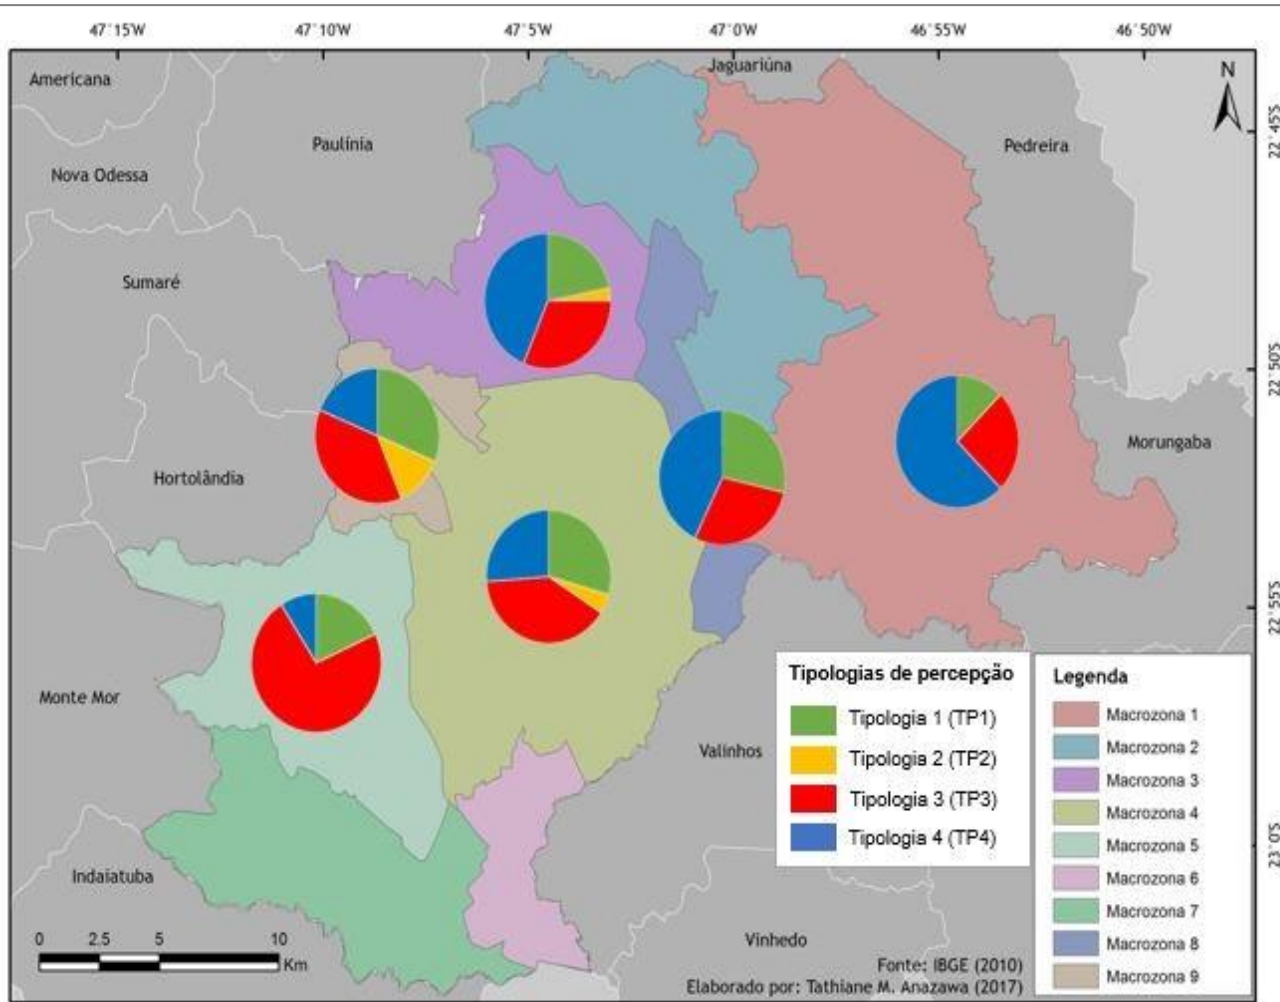 47°15'W 47°10'W 47°5'W 47°0'W 46°55'W 46°50'W
Americana
Jaguariúna
N
22°45'S
Paulínia
Pedreira
Nova Odessa
Sumaré
22°50'S
Morungaba
Hortolândia
22°55'S
Monte Mor
Valinhos
Tipologias de percepção
Tipologia 1 (TP1)
Tipologia 2 (TP2)
Tipologia 3 (TP3)
Tipologia 4 (TP4)
Legenda
Macrozona 1
Macrozona 2
Macrozona 3
Macrozona 4
Macrozona 5
Macrozona 6
Macrozona 7
Macrozona 8
Macrozona 9
23°0'S
Indaiatuba
Vinhedo
0 2.5 5 10
Km
Fonte: IBGE (2010)
Elaborado por: Tathiane M. Anazawa (2017)